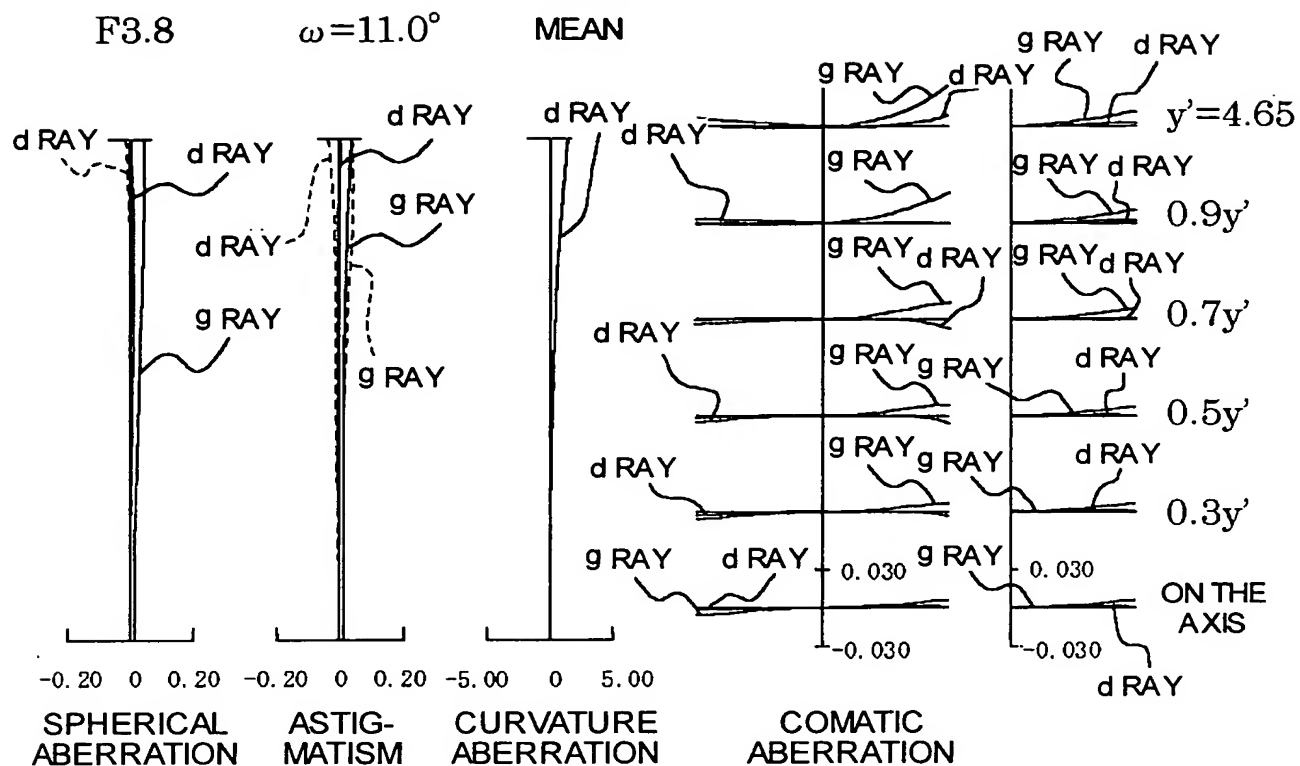 F3.8
ω=11.0°
MEAN
d RAY
d RAY
g RAY
-0.20 0 0.20
SPHERICAL
ABERRATION
d RAY
d RAY
g RAY
g RAY
-0.20 0 0.20
ASTIG-
MATISM
d RAY
-5.00 0 5.00
CURVATURE
ABERRATION
g RAY
d RAY
g RAY
d RAY
y'=4.65
d RAY
g RAY
g RAY
d RAY
0.9y'
g RAY
d RAY
g RAY
d RAY
0.7y'
d RAY
g RAY
g RAY
d RAY
0.5y'
d RAY
g RAY
g RAY
d RAY
0.3y'
g RAY
d RAY
0.030
-0.030
g RAY
0.030
-0.030
d RAY
ON THE
AXIS
COMATIC
ABERRATION